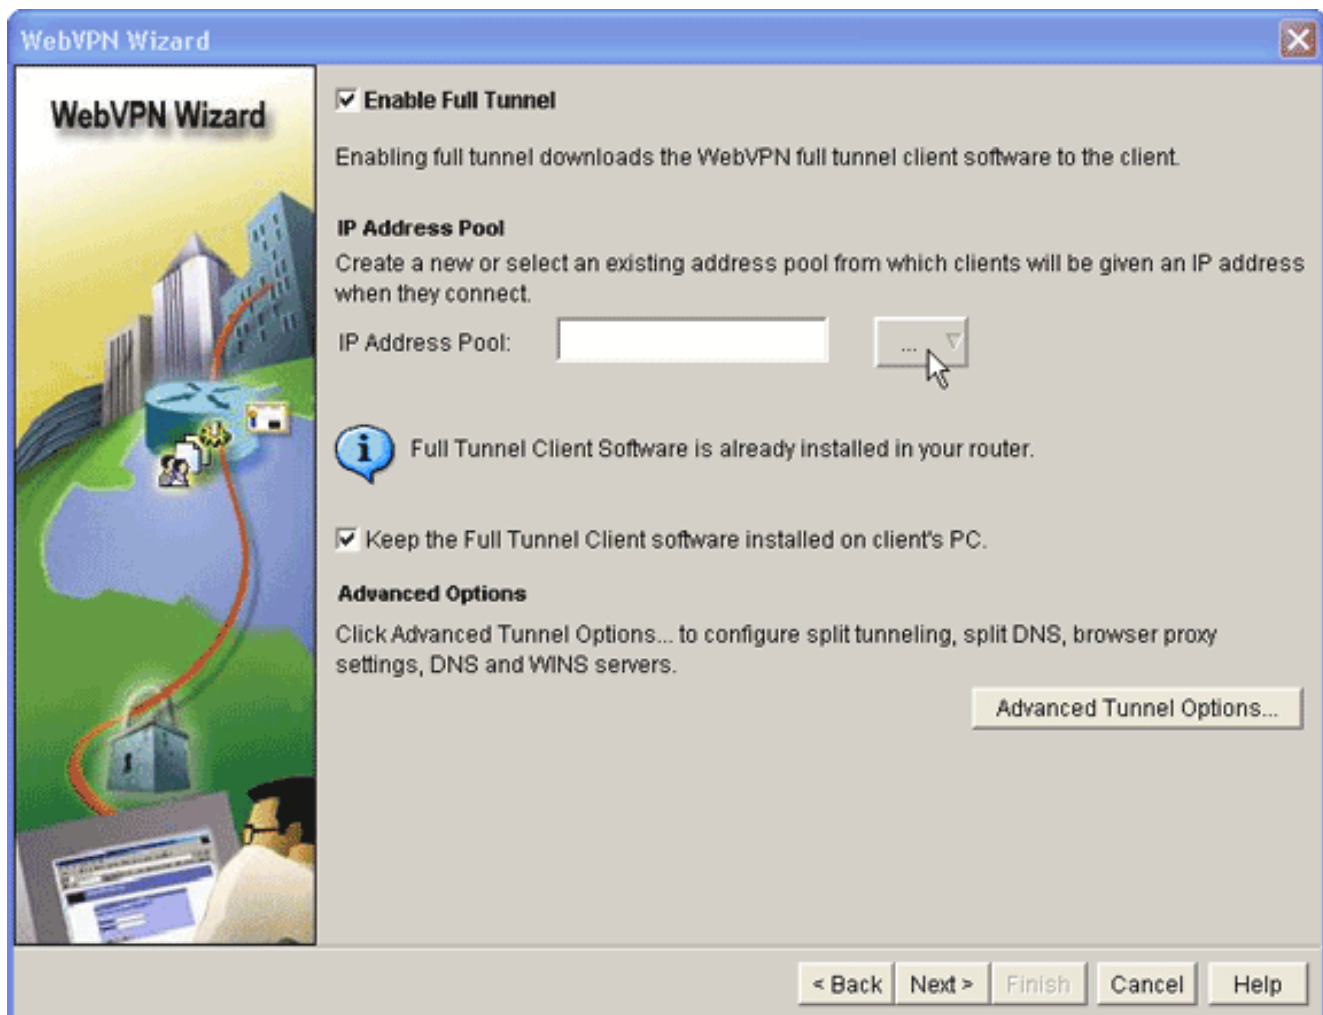 WebVPN Wizard
WebVPN Wizard
Enable Full Tunnel
Enabling full tunnel downloads the WebVPN full tunnel client software to the client.
IP Address Pool
Create a new or select an existing address pool from which clients will be given an IP address
when they connect.
IP Address Pool:
...
Full Tunnel Client Software is already installed in your router.
Keep the Full Tunnel Client software installed on client's PC.
Advanced Options
Click Advanced Tunnel Options... to configure split tunneling, split DNS, browser proxy
settings, DNS and WINS servers.
Advanced Tunnel Options...
< Back
Next >
Finish
Cancel
Help